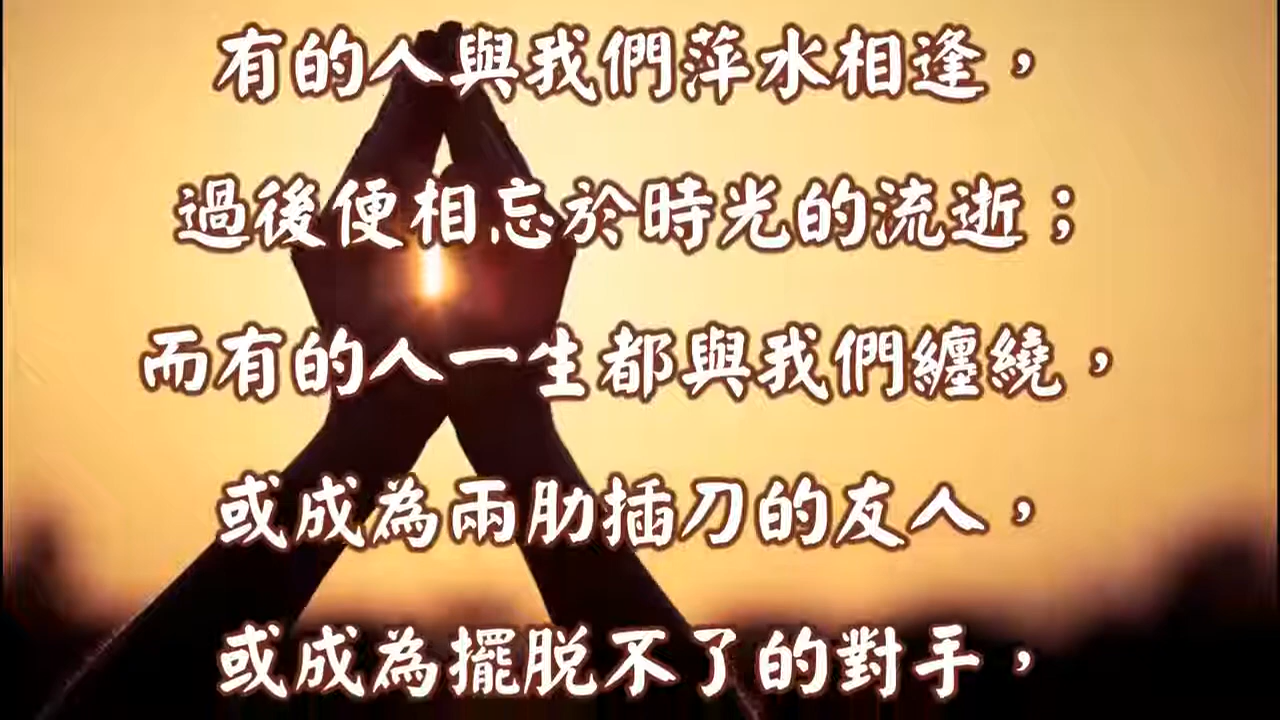 有的人與我們萍水相逢，
過後便相忘於時光的流逝；
而有的人一生都與我們纏繞，
或成為兩肋插刀的友人，
或成為擺脫不了的對手，